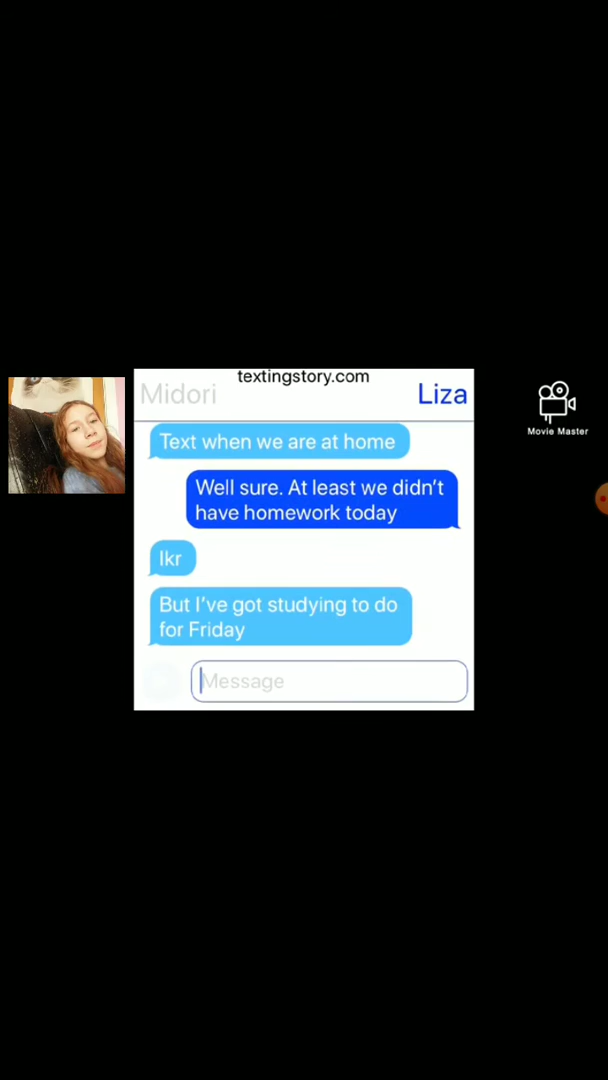 textingstory.com
Midori
Liza
Text when we are at home
Well sure. At least we didn't
have homework today
Ikr
But I've got studying to do
for Friday
Message
Movie Master